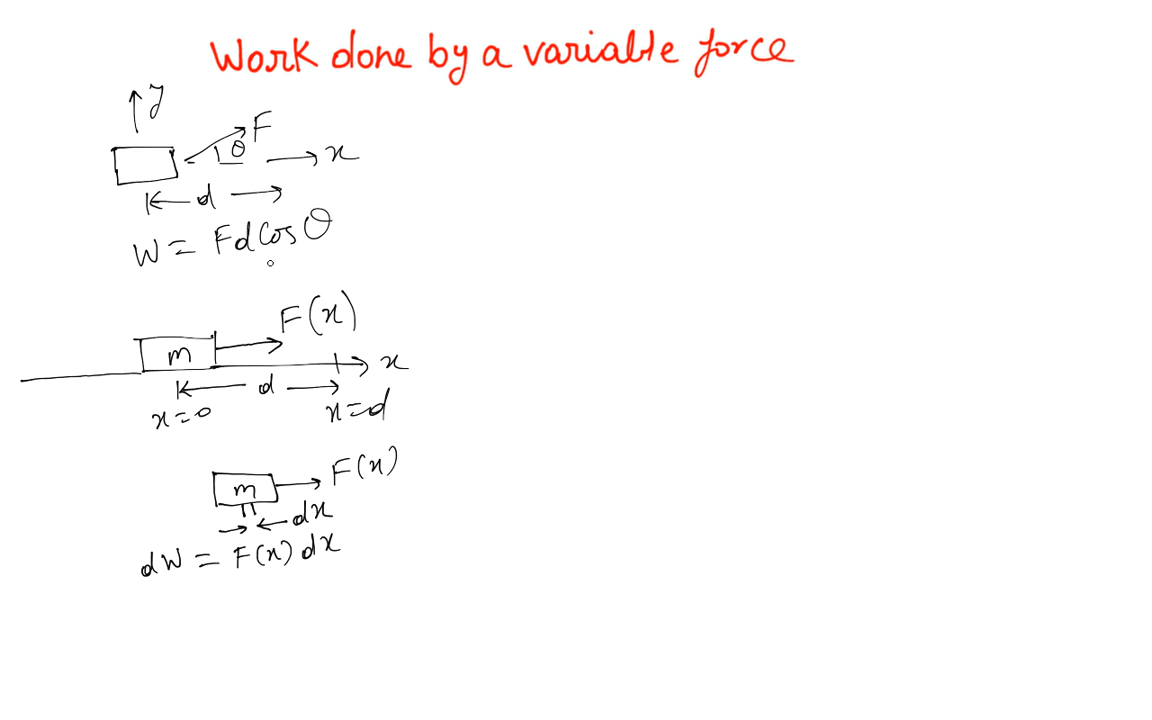 Work done by a variable force
y
F
θ
x
d
W = Fd Cos θ
F(x)
m
x
d
x=0
x=d
F(x)
m
dx
dW = F(x) dx